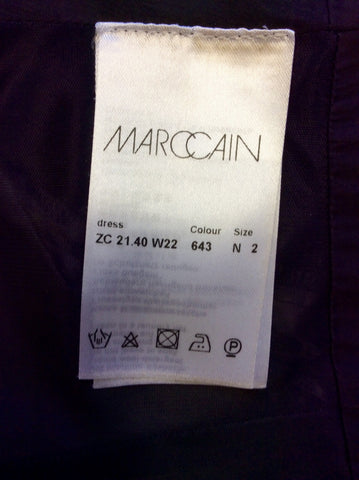 MARCCAIN
dress Colour Size
ZC 21.40 W22 643 N 2
P